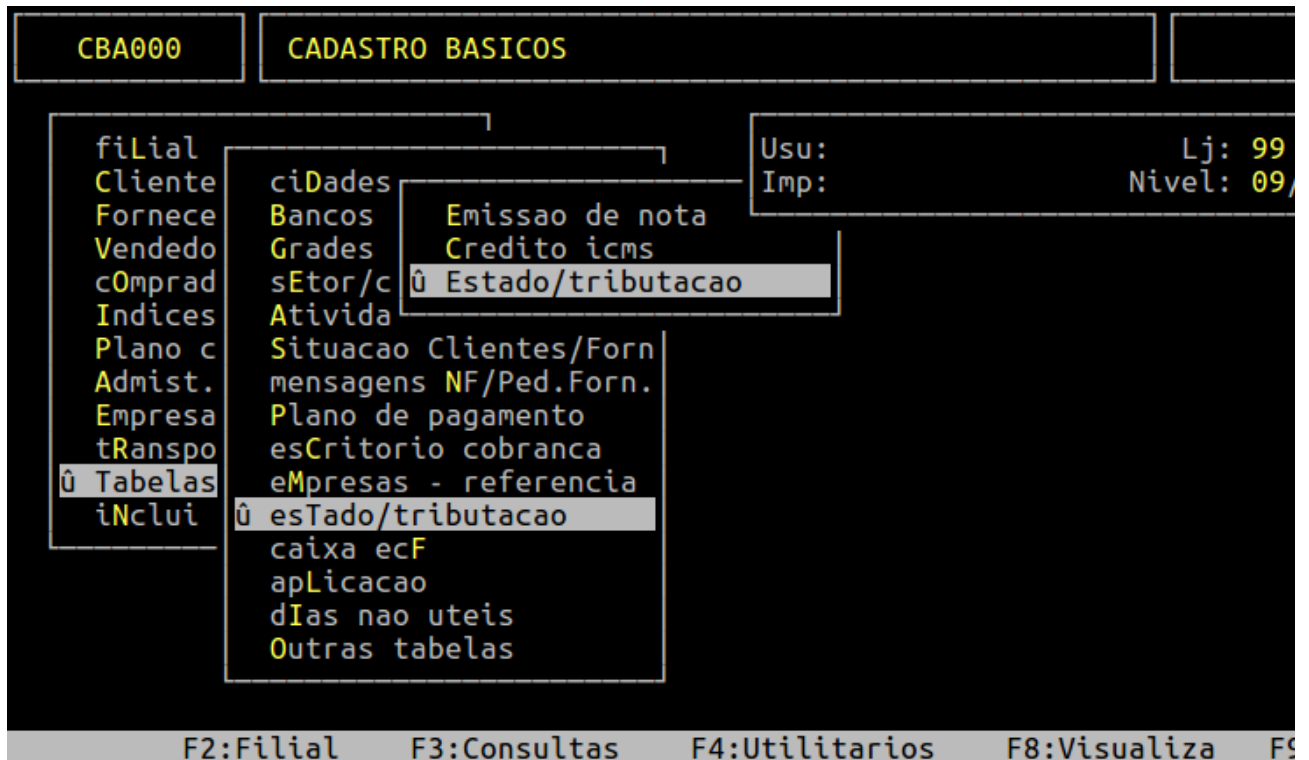 CBA000 CADASTRO BASICOS
Usu: Lj: 99
Imp: Nivel: 09/
fiLial
Cliente
Fornece
Vendedo
cOmprad
Indices
Plano c
Admist.
Empresa
tRanspo
û Tabelas
iNclui
ciDades
Bancos
Grades
sEtor/c
Ativida
Situacao Clientes/Forn
mensagens NF/Ped.Forn.
Plano de pagamento
esCritorio cobranca
eMpresas - referencia
û esTado/tributacao
caixa ecF
apLicacao
dIas nao uteis
Outras tabelas
Emissao de nota
Credito icms
û Estado/tributacao
F2:Filial F3:Consultas F4:Utilitarios F8:Visualiza F9